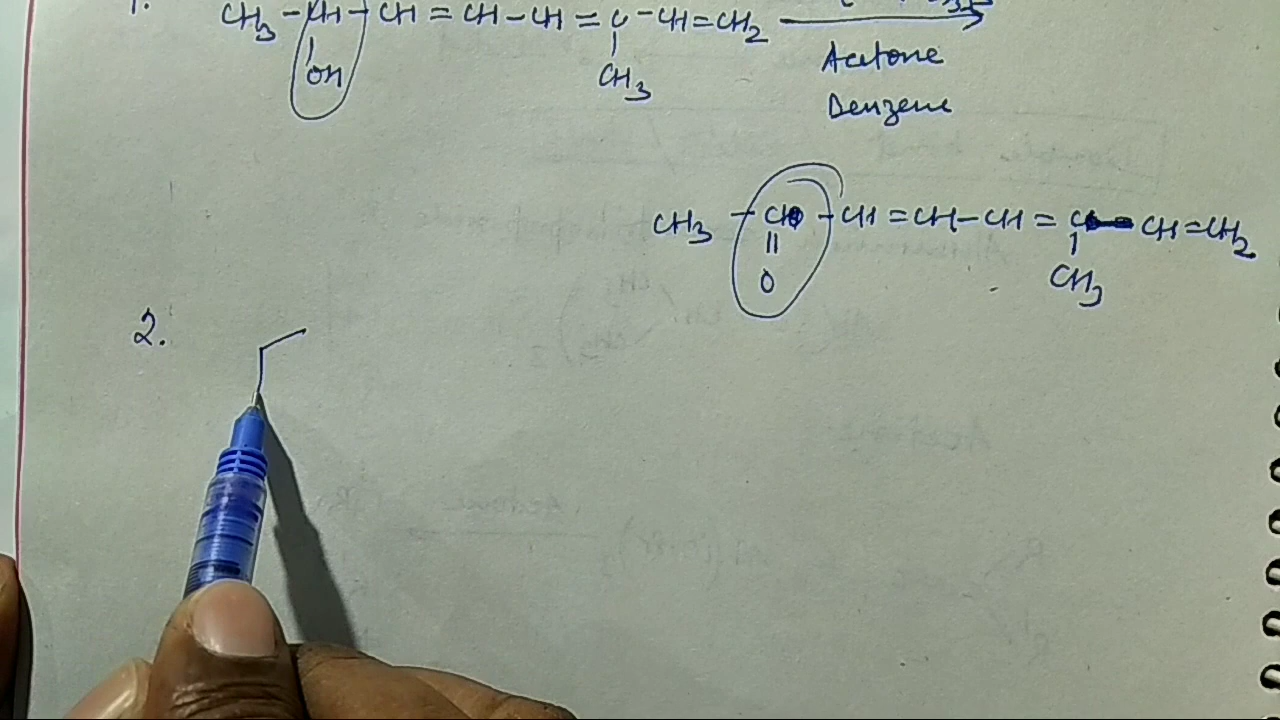 1.
CH3 - CH - CH = CH - CH = C - CH = CH2
OH
CH3
Acetone
Benzene
CH3 - C - CH = CH - CH = C - CH = CH2
O
CH3
2.